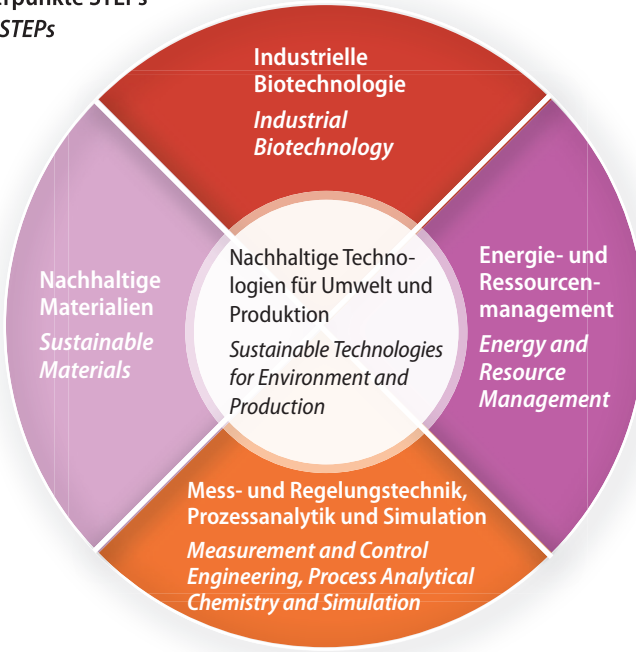 STEPs
STEPs
Industrielle
Biotechnologie
Industrial
Biotechnology
Nachhaltige
Materialien
Sustainable
Materials
Nachhaltige Techno-
logien für Umwelt und
Produktion
Sustainable Technologies
for Environment and
Production
Energie- und
Ressourcen-
management
Energy and
Resource
Management
Mess- und Regelungstechnik,
Prozessanalytik und Simulation
Measurement and Control
Engineering, Process Analytical
Chemistry and Simulation